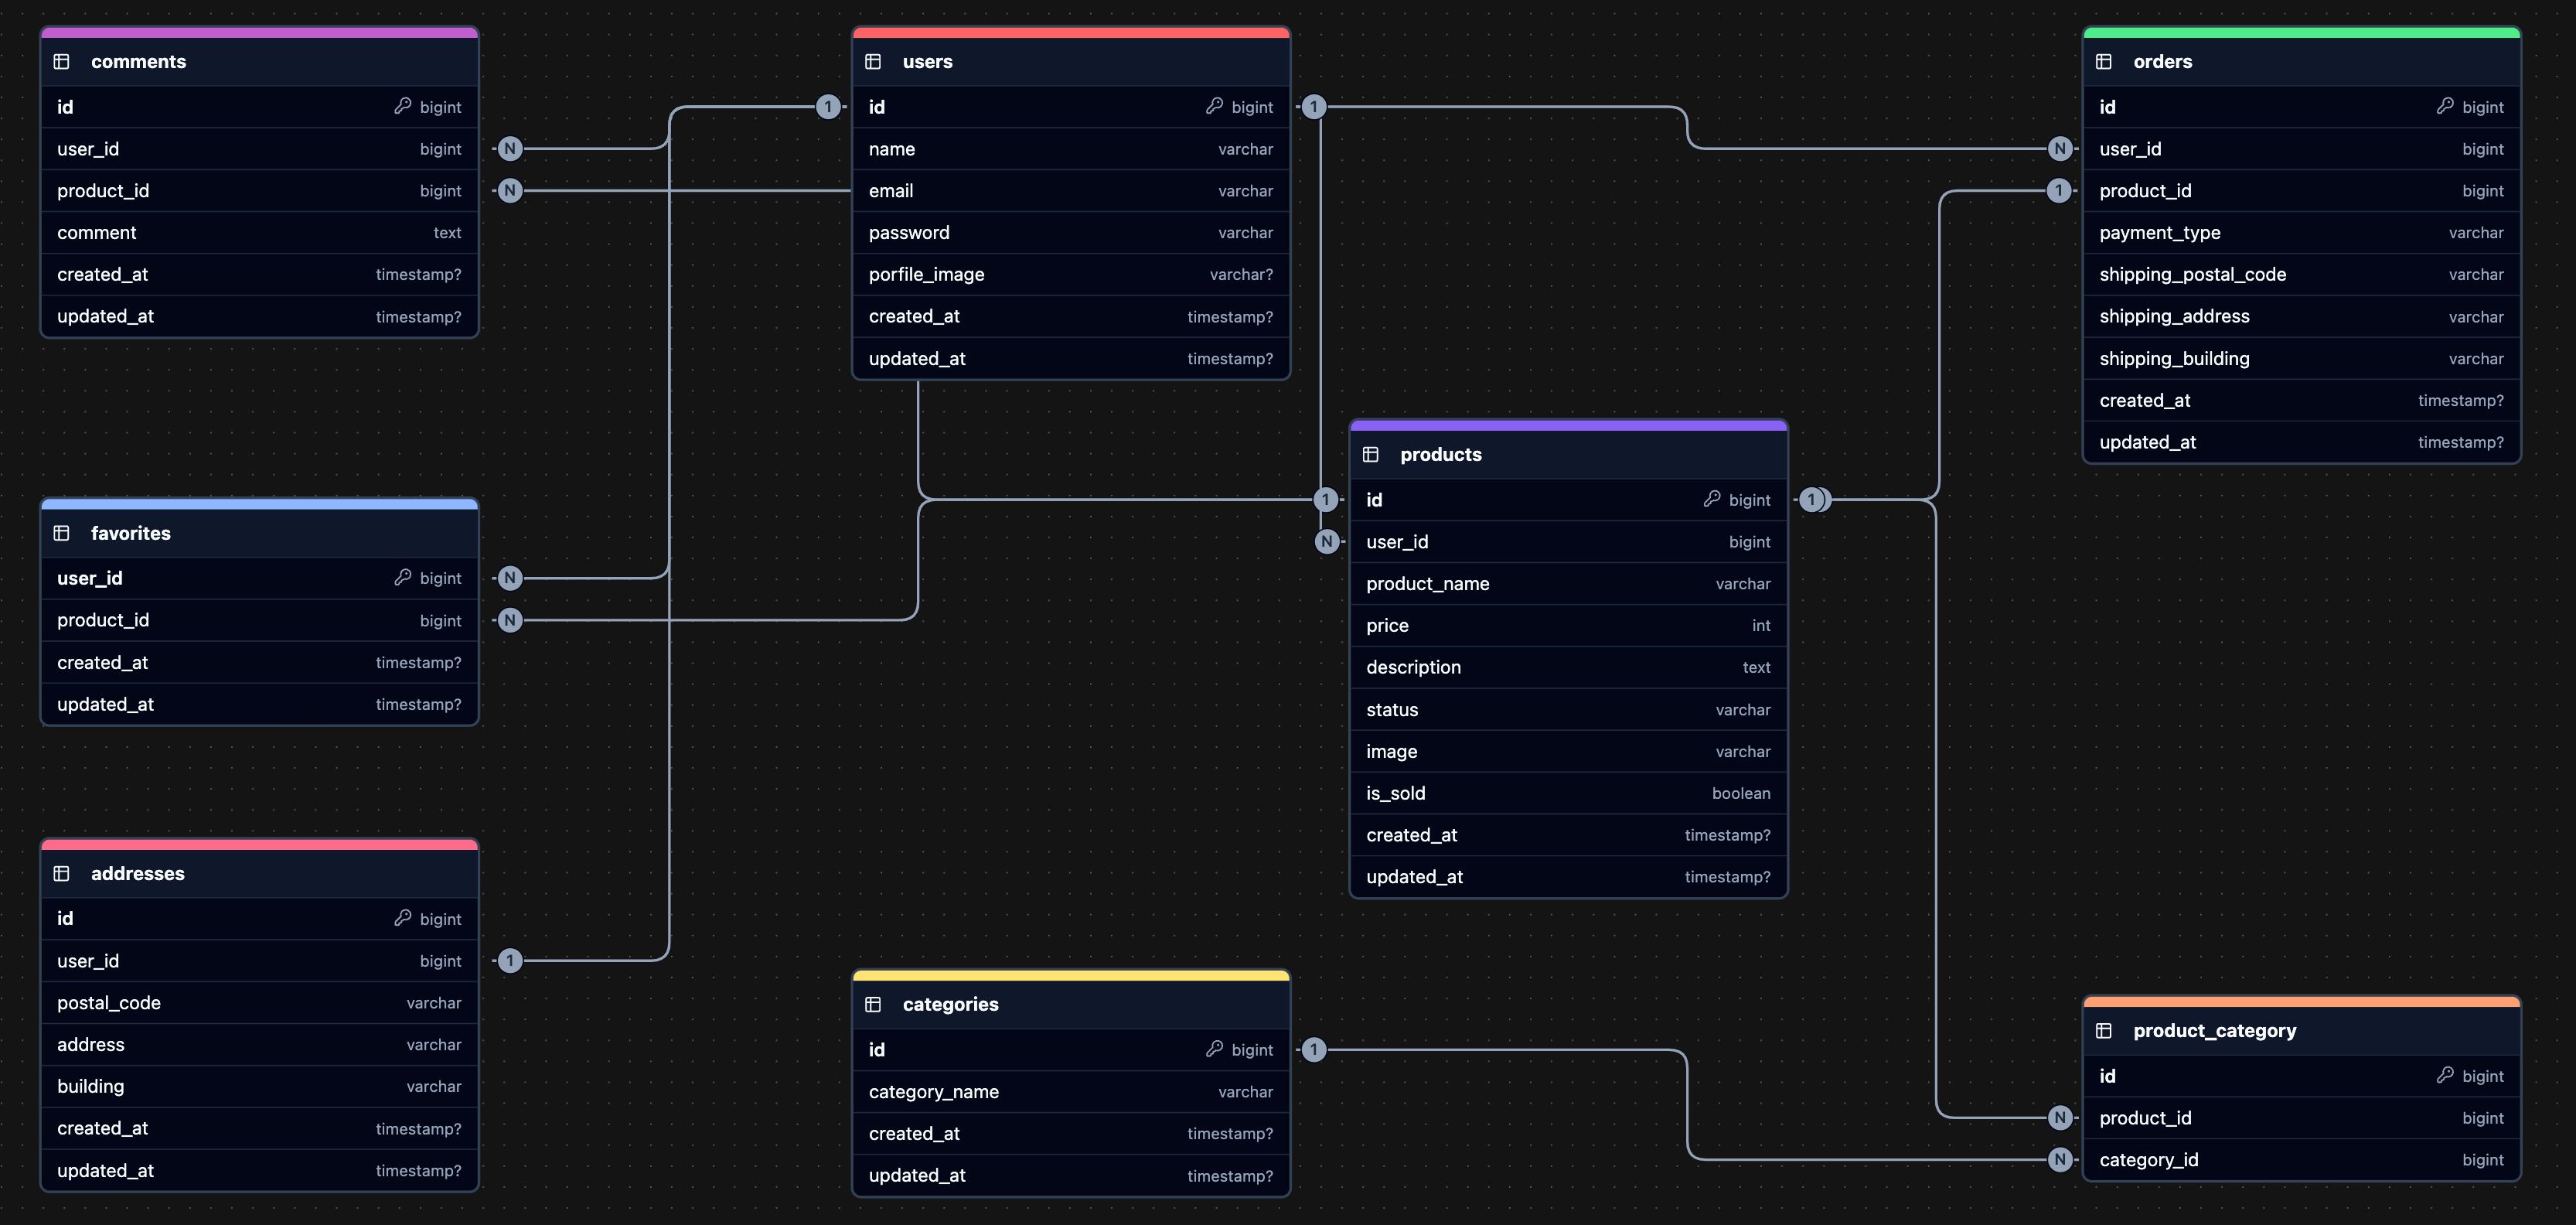 comments
id bigint
user_id bigint
product_id bigint
comment text
created_at timestamp?
updated_at timestamp?
users
id bigint
name varchar
email varchar
password varchar
porfile_image varchar?
created_at timestamp?
updated_at timestamp?
orders
id bigint
user_id bigint
product_id bigint
payment_type varchar
shipping_postal_code varchar
shipping_address varchar
shipping_building varchar
created_at timestamp?
updated_at timestamp?
favorites
user_id bigint
product_id bigint
created_at timestamp?
updated_at timestamp?
products
id bigint
user_id bigint
product_name varchar
price int
description text
status varchar
image varchar
is_sold boolean
created_at timestamp?
updated_at timestamp?
addresses
id bigint
user_id bigint
postal_code varchar
address varchar
building varchar
created_at timestamp?
updated_at timestamp?
categories
id bigint
category_name varchar
created_at timestamp?
updated_at timestamp?
product_category
id bigint
product_id bigint
category_id bigint
N
N
1
1
N
1
N
N
1
N
1
1
1
N
N